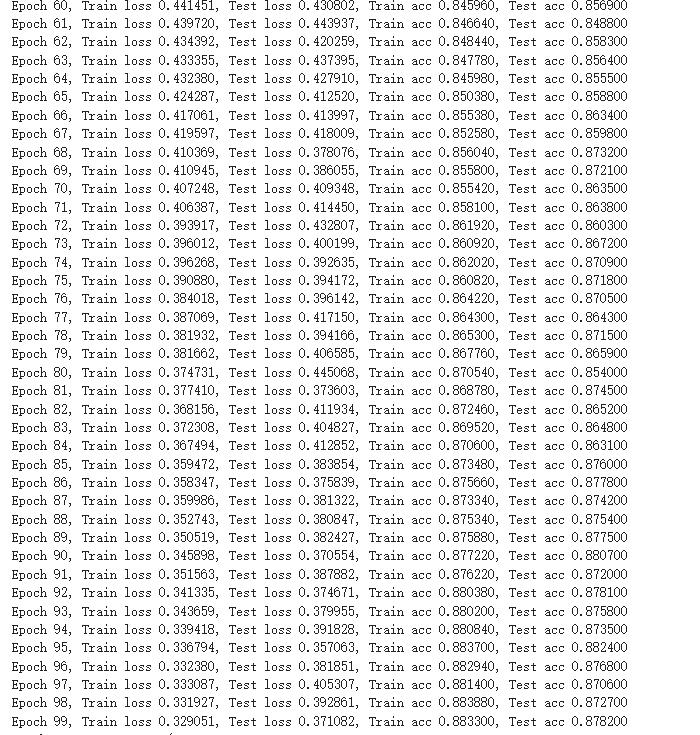 Epoch 60, Train loss 0.441451, Test loss 0.430802, Train acc 0.845960, Test acc 0.856900
Epoch 61, Train loss 0.439720, Test loss 0.443937, Train acc 0.846640, Test acc 0.848800
Epoch 62, Train loss 0.434392, Test loss 0.420259, Train acc 0.848440, Test acc 0.858300
Epoch 63, Train loss 0.433355, Test loss 0.437395, Train acc 0.847780, Test acc 0.856400
Epoch 64, Train loss 0.432380, Test loss 0.427910, Train acc 0.845980, Test acc 0.855500
Epoch 65, Train loss 0.424287, Test loss 0.412520, Train acc 0.850380, Test acc 0.858800
Epoch 66, Train loss 0.417061, Test loss 0.413997, Train acc 0.855380, Test acc 0.863400
Epoch 67, Train loss 0.419597, Test loss 0.418009, Train acc 0.852580, Test acc 0.859800
Epoch 68, Train loss 0.410369, Test loss 0.378076, Train acc 0.856040, Test acc 0.873200
Epoch 69, Train loss 0.410945, Test loss 0.386055, Train acc 0.855800, Test acc 0.872100
Epoch 70, Train loss 0.407248, Test loss 0.409348, Train acc 0.855420, Test acc 0.863500
Epoch 71, Train loss 0.406387, Test loss 0.414450, Train acc 0.858100, Test acc 0.863800
Epoch 72, Train loss 0.393917, Test loss 0.432807, Train acc 0.861920, Test acc 0.860300
Epoch 73, Train loss 0.396012, Test loss 0.400199, Train acc 0.860920, Test acc 0.867200
Epoch 74, Train loss 0.396268, Test loss 0.392635, Train acc 0.862020, Test acc 0.870900
Epoch 75, Train loss 0.390880, Test loss 0.394172, Train acc 0.860820, Test acc 0.871800
Epoch 76, Train loss 0.384018, Test loss 0.396142, Train acc 0.864220, Test acc 0.870500
Epoch 77, Train loss 0.387069, Test loss 0.417150, Train acc 0.864300, Test acc 0.864300
Epoch 78, Train loss 0.381932, Test loss 0.394166, Train acc 0.865300, Test acc 0.871500
Epoch 79, Train loss 0.381662, Test loss 0.406585, Train acc 0.867760, Test acc 0.865900
Epoch 80, Train loss 0.374731, Test loss 0.445068, Train acc 0.870540, Test acc 0.854000
Epoch 81, Train loss 0.377410, Test loss 0.373603, Train acc 0.868780, Test acc 0.874500
Epoch 82, Train loss 0.368156, Test loss 0.411934, Train acc 0.872460, Test acc 0.865200
Epoch 83, Train loss 0.372308, Test loss 0.404827, Train acc 0.869520, Test acc 0.864800
Epoch 84, Train loss 0.367494, Test loss 0.412852, Train acc 0.870600, Test acc 0.863100
Epoch 85, Train loss 0.359472, Test loss 0.383854, Train acc 0.873480, Test acc 0.876000
Epoch 86, Train loss 0.358347, Test loss 0.375839, Train acc 0.875660, Test acc 0.877800
Epoch 87, Train loss 0.359986, Test loss 0.381322, Train acc 0.873340, Test acc 0.874200
Epoch 88, Train loss 0.352743, Test loss 0.380847, Train acc 0.875340, Test acc 0.875400
Epoch 89, Train loss 0.350519, Test loss 0.382427, Train acc 0.875880, Test acc 0.877500
Epoch 90, Train loss 0.345898, Test loss 0.370554, Train acc 0.877220, Test acc 0.880700
Epoch 91, Train loss 0.351563, Test loss 0.387882, Train acc 0.876220, Test acc 0.872000
Epoch 92, Train loss 0.341335, Test loss 0.374671, Train acc 0.880380, Test acc 0.878100
Epoch 93, Train loss 0.343659, Test loss 0.379955, Train acc 0.880200, Test acc 0.875800
Epoch 94, Train loss 0.339418, Test loss 0.391828, Train acc 0.880840, Test acc 0.873500
Epoch 95, Train loss 0.336794, Test loss 0.357063, Train acc 0.883700, Test acc 0.882400
Epoch 96, Train loss 0.332380, Test loss 0.381851, Train acc 0.882940, Test acc 0.876800
Epoch 97, Train loss 0.333087, Test loss 0.405307, Train acc 0.881400, Test acc 0.870600
Epoch 98, Train loss 0.331927, Test loss 0.392861, Train acc 0.883880, Test acc 0.872700
Epoch 99, Train loss 0.329051, Test loss 0.371082, Train acc 0.883300, Test acc 0.878200